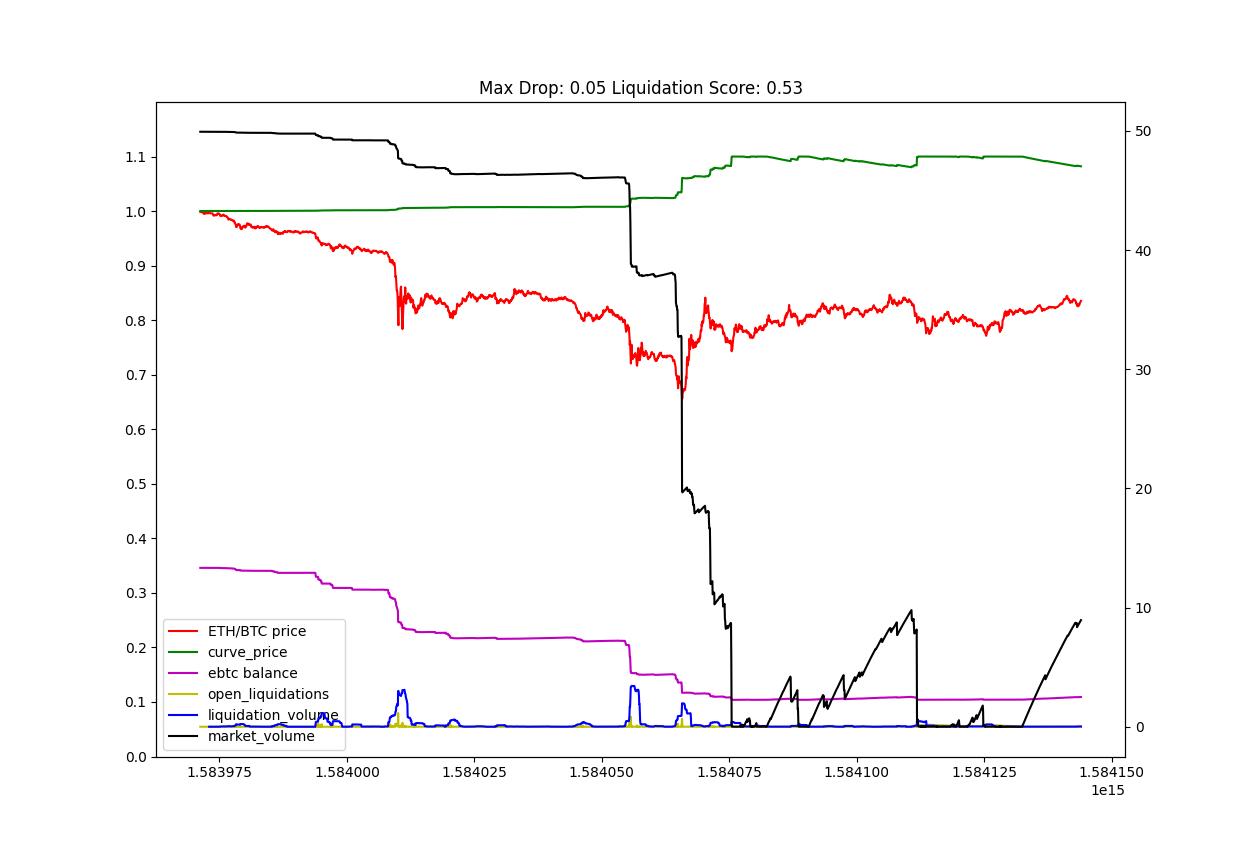 Max Drop: 0.05 Liquidation Score: 0.53
1.1
1.0
0.9
0.8
0.7
0.6
0.5
0.4
0.3
0.2
0.1
0.0
50
40
30
20
10
0
ETH/BTC price
curve_price
ebtc balance
open_liquidations
liquidation_volume
market_volume
1.583975 1.584000 1.584025 1.584050 1.584075 1.584100 1.584125 1.584150
1e15